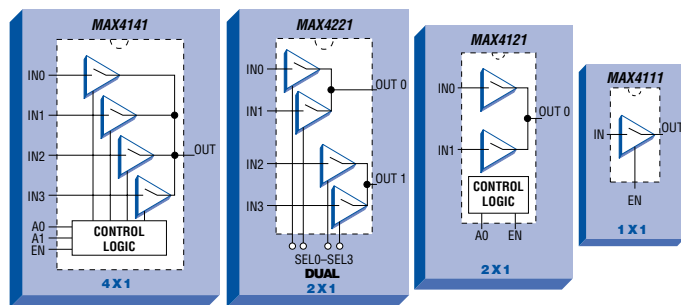 MAX4141
IN0
IN1
IN2
IN3
OUT
A0
A1
EN
CONTROL
LOGIC
4X1
MAX4221
IN0
IN1
IN2
IN3
OUT 0
OUT 1
SEL0–SEL3
DUAL
2X1
MAX4121
IN0
IN1
OUT 0
CONTROL
LOGIC
A0 EN
2X1
MAX4111
IN
OUT
EN
1X1